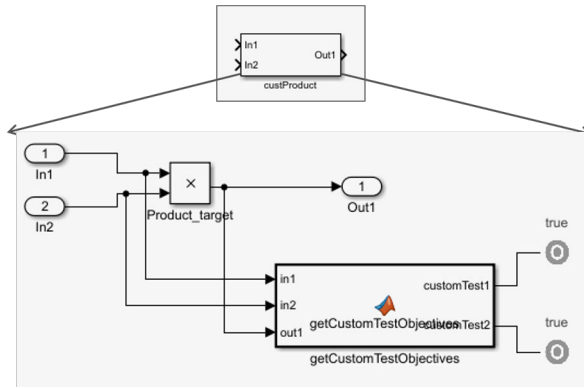 In1
In2
Out1
custProduct
1
In1
×
2
In2
Product_target
1
Out1
true
in1
in2
out1
customTest1
customTest2
getCustomTestObjectives
getCustomTestObjectives
true